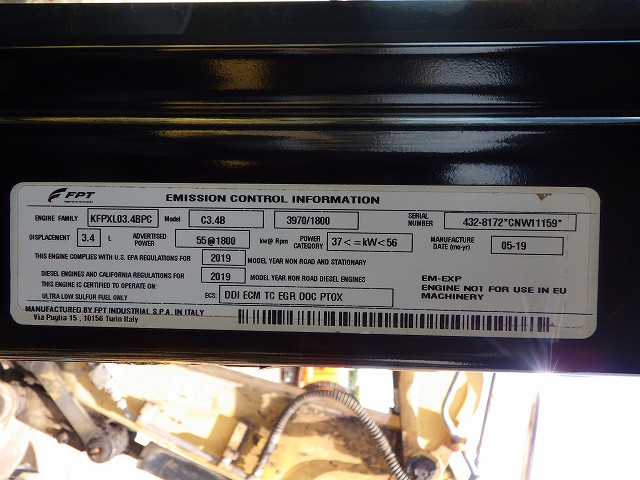 FPT EMISSION CONTROL INFORMATION
ENGINE FAMILY KFPXL03.4BPC Model C3.4B 3970/1800 SERIAL NUMBER 432-8172*CNW11159*
DISPLACEMENT 3.4 L ADVERTISED POWER 55@1800 kw@ Rpm POWER CATEGORY 37<=kW<56 MANUFACTURE DATE (mo-yr) 05-19
THIS ENGINE COMPLIES WITH U.S. EPA REGULATIONS FOR 2019 MODEL YEAR NON ROAD AND STATIONARY
DIESEL ENGINES AND CALIFORNIA REGULATIONS FOR 2019 MODEL YEAR NON ROAD DIESEL ENGINES
THIS ENGINE IS CERTIFIED TO OPERATE ON:
ULTRA LOW SULFUR FUEL ONLY ECS: DDI ECM TC EGR DOC PTOX
EM-EXP
ENGINE NOT FOR USE IN EU
MACHINERY
MANUFACTURED BY FPT INDUSTRIAL S.P.A. IN ITALY
Via Puglia 15 , 10156 Turin Italy